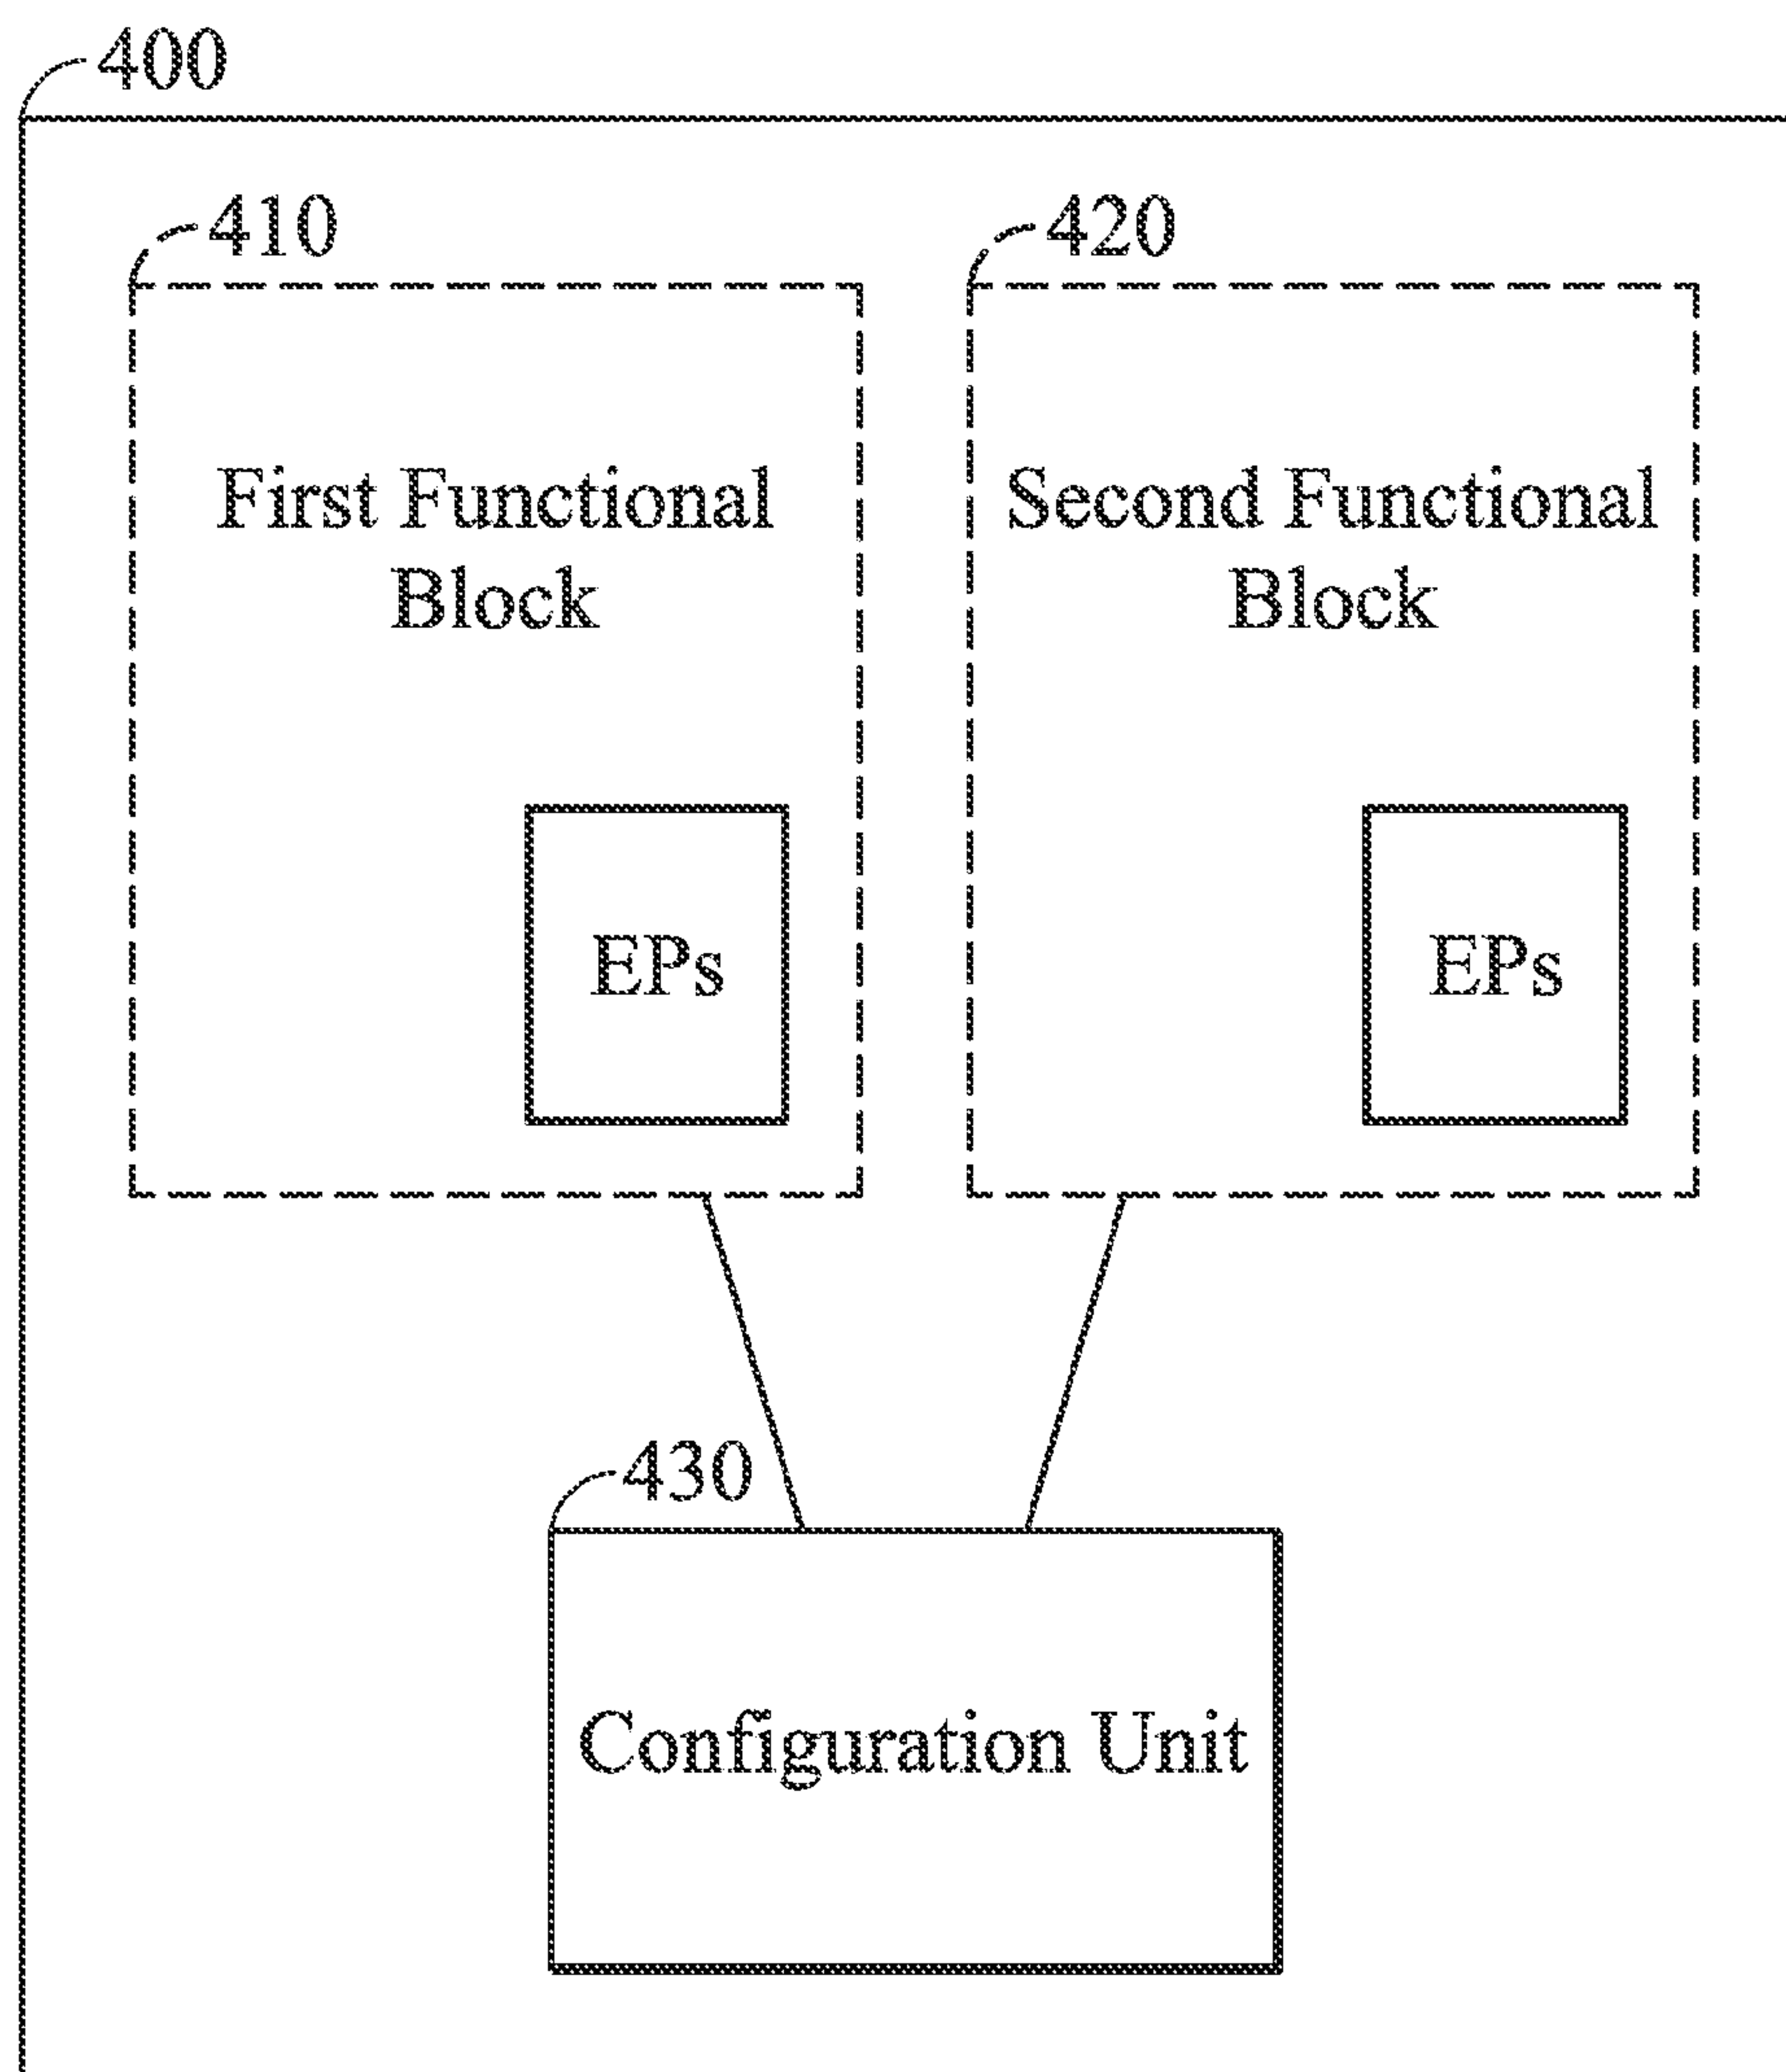 400
410
420
First Functional
Block
Second Functional
Block
EPs
EPs
430
Configuration Unit